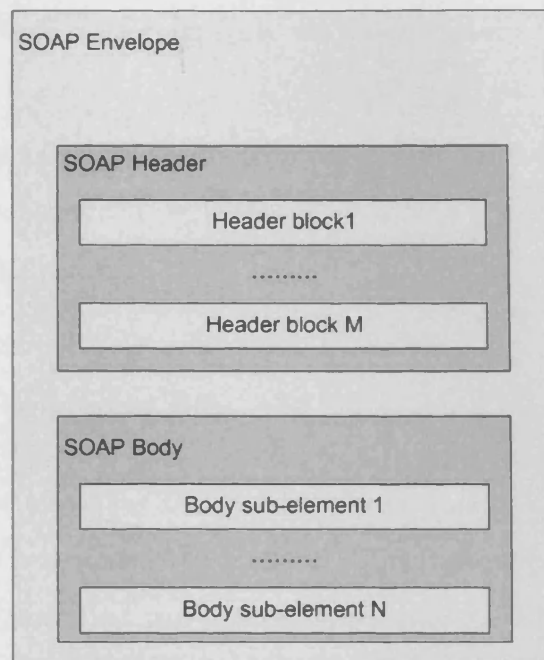 SOAP Envelope
SOAP Header
Header block1
.........
Header block M
SOAP Body
Body sub-element 1
.........
Body sub-element N